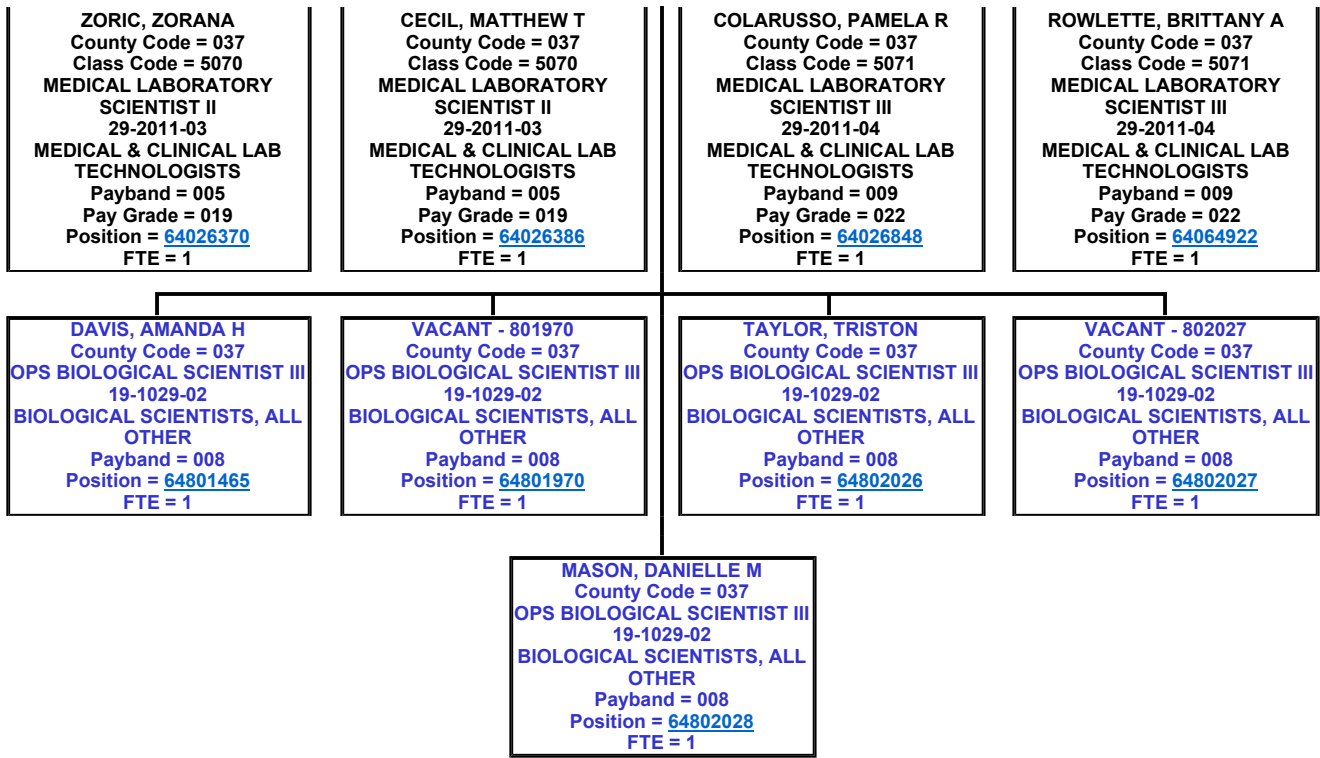 ZORIC, ZORANA
County Code = 037
Class Code = 5070
MEDICAL LABORATORY
SCIENTIST II
29-2011-03
MEDICAL & CLINICAL LAB
TECHNOLOGISTS
Payband = 005
Pay Grade = 019
Position = 64026370
FTE = 1
CECIL, MATTHEW T
County Code = 037
Class Code = 5070
MEDICAL LABORATORY
SCIENTIST II
29-2011-03
MEDICAL & CLINICAL LAB
TECHNOLOGISTS
Payband = 005
Pay Grade = 019
Position = 64026386
FTE = 1
COLARUSSO, PAMELA R
County Code = 037
Class Code = 5071
MEDICAL LABORATORY
SCIENTIST III
29-2011-04
MEDICAL & CLINICAL LAB
TECHNOLOGISTS
Payband = 009
Pay Grade = 022
Position = 64026848
FTE = 1
ROWLETTE, BRITTANY A
County Code = 037
Class Code = 5071
MEDICAL LABORATORY
SCIENTIST III
29-2011-04
MEDICAL & CLINICAL LAB
TECHNOLOGISTS
Payband = 009
Pay Grade = 022
Position = 64064922
FTE = 1
DAVIS, AMANDA H
County Code = 037
OPS BIOLOGICAL SCIENTIST III
19-1029-02
BIOLOGICAL SCIENTISTS, ALL
OTHER
Payband = 008
Position = 64801465
FTE = 1
VACANT - 801970
County Code = 037
OPS BIOLOGICAL SCIENTIST III
19-1029-02
BIOLOGICAL SCIENTISTS, ALL
OTHER
Payband = 008
Position = 64801970
FTE = 1
TAYLOR, TRISTON
County Code = 037
OPS BIOLOGICAL SCIENTIST III
19-1029-02
BIOLOGICAL SCIENTISTS, ALL
OTHER
Payband = 008
Position = 64802026
FTE = 1
VACANT - 802027
County Code = 037
OPS BIOLOGICAL SCIENTIST III
19-1029-02
BIOLOGICAL SCIENTISTS, ALL
OTHER
Payband = 008
Position = 64802027
FTE = 1
MASON, DANIELLE M
County Code = 037
OPS BIOLOGICAL SCIENTIST III
19-1029-02
BIOLOGICAL SCIENTISTS, ALL
OTHER
Payband = 008
Position = 64802028
FTE = 1